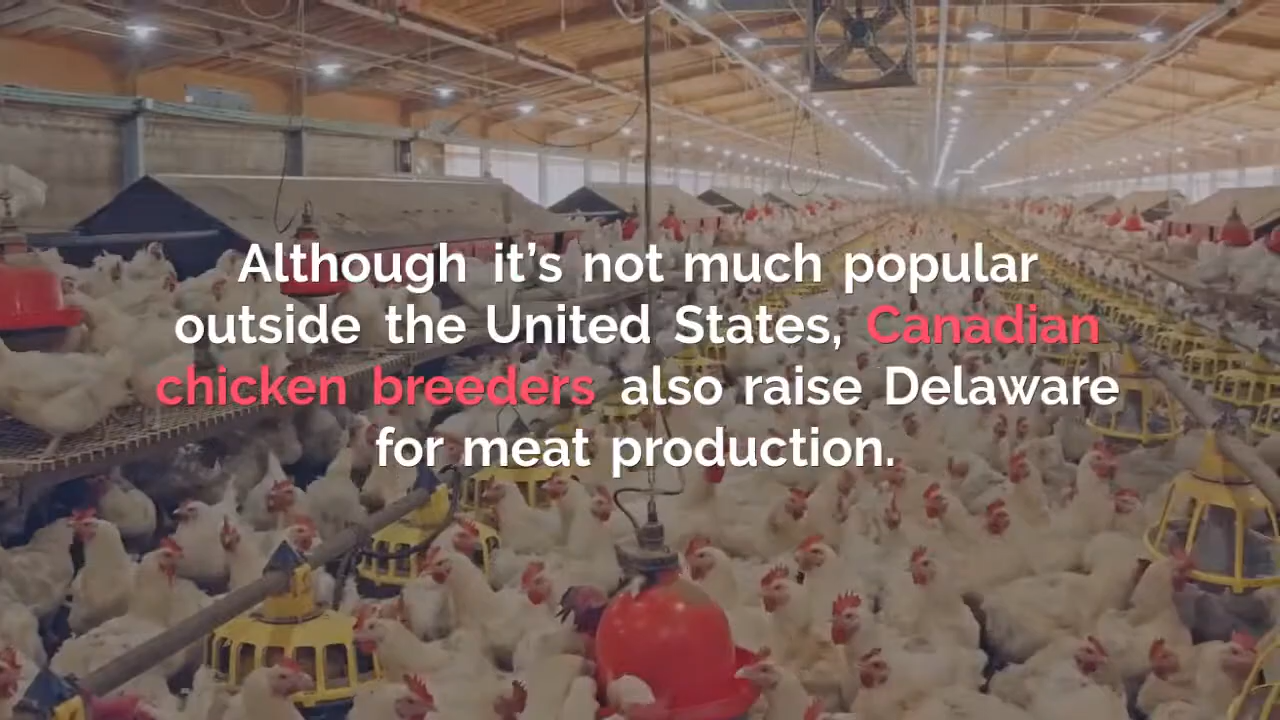 Although it’s not much popular
outside the United States, Canadian
chicken breeders also raise Delaware
for meat production.